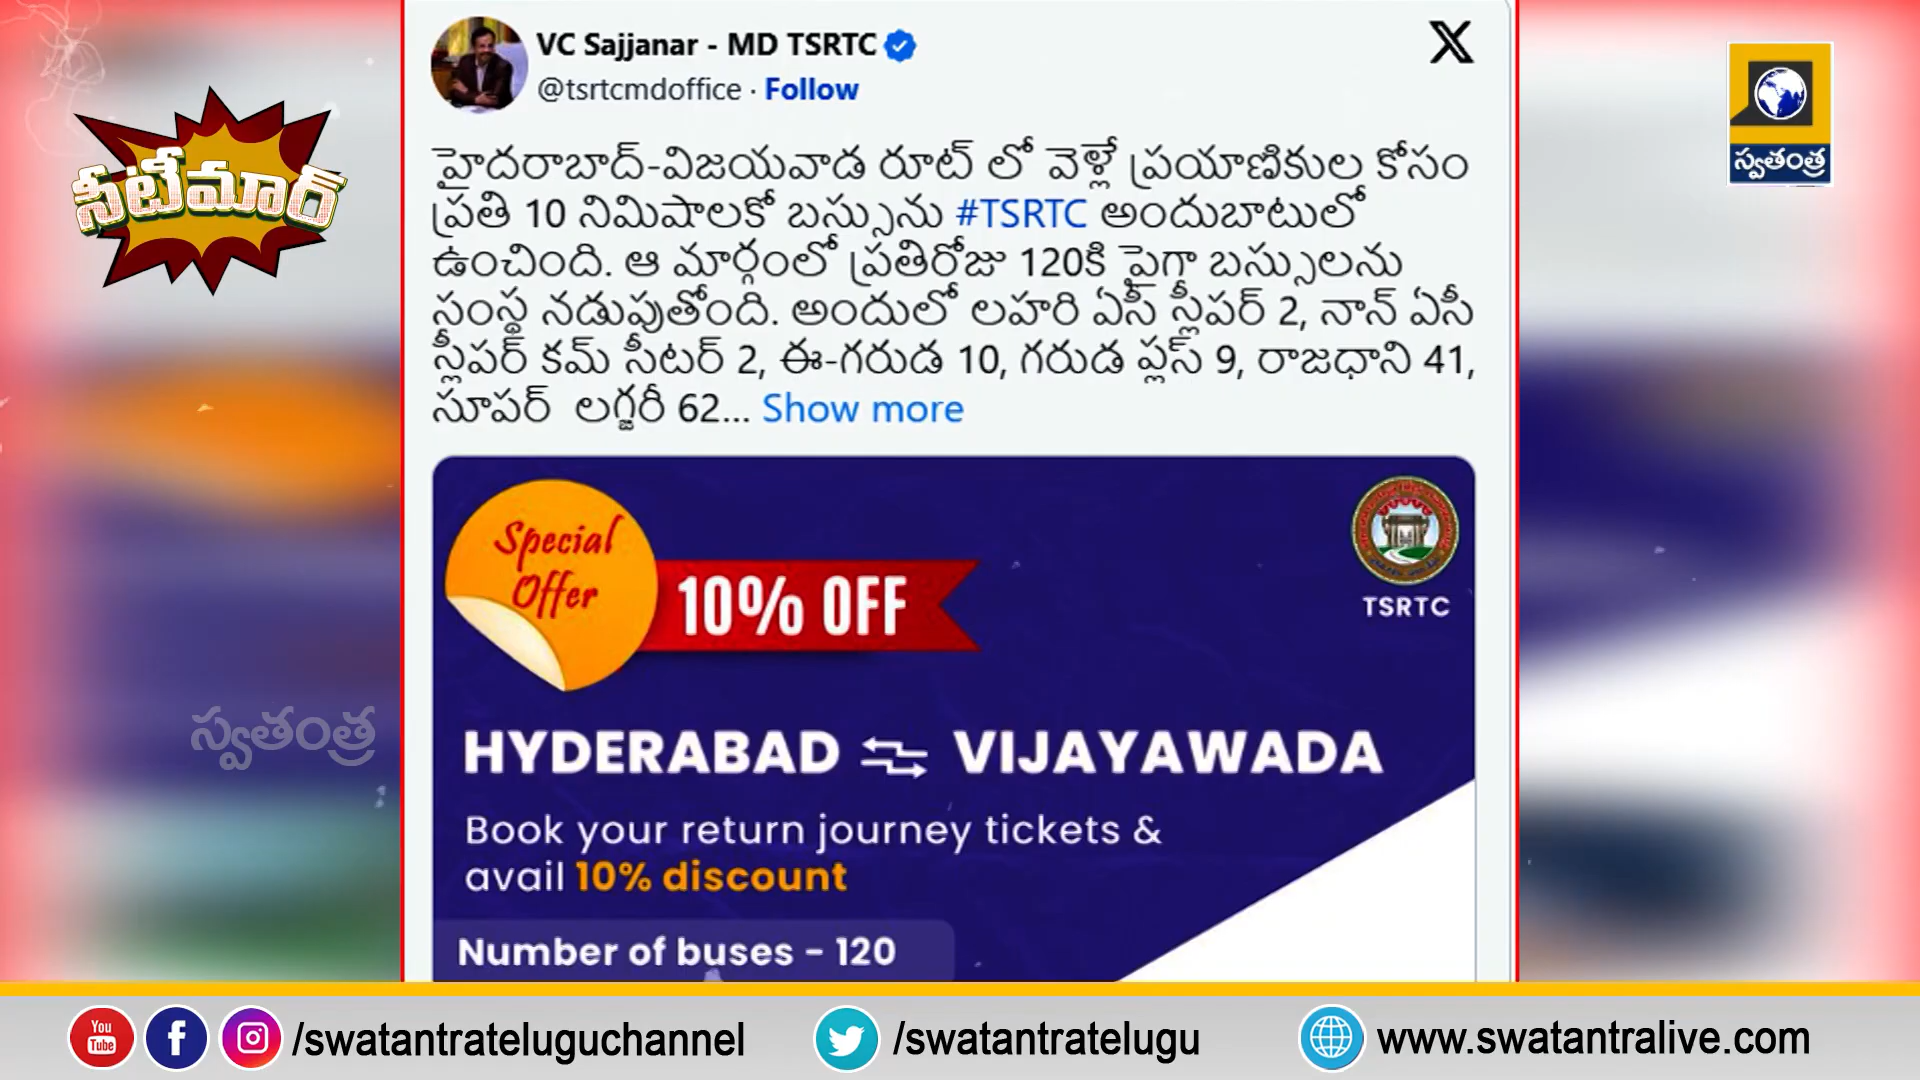 VC Sajjanar - MD TSRTC
@tsrtcmdoffice · Follow
హైదరాబాద్-విజయవాడ రూట్ లో వెళ్లే ప్రయాణికుల కోసం
ప్రతి 10 నిమిషాలకో బస్సును #TSRTC అందుబాటులో
ఉంచింది. ఆ మార్గంలో ప్రతిరోజు 120కి పైగా బస్సులను
సంస్థ నడుపుతోంది. అందులో లహరి ఏసీ స్లీపర్ 2, నాన్ ఏసీ
స్లీపర్ కమ్ సీటర్ 2, ఈ-గరుడ 10, గరుడ ప్లస్ 9, రాజధాని 41,
సూపర్ లగ్జరీ 62... Show more
సీటీమార్
స్వతంత్ర
Special
Offer
10% OFF
TSRTC
స్వతంత్ర
HYDERABAD VIJAYAWADA
Book your return journey tickets &
avail 10% discount
Number of buses - 120
You
Tube
/swatantrateluguchannel /swatantratelugu www.swatantralive.com